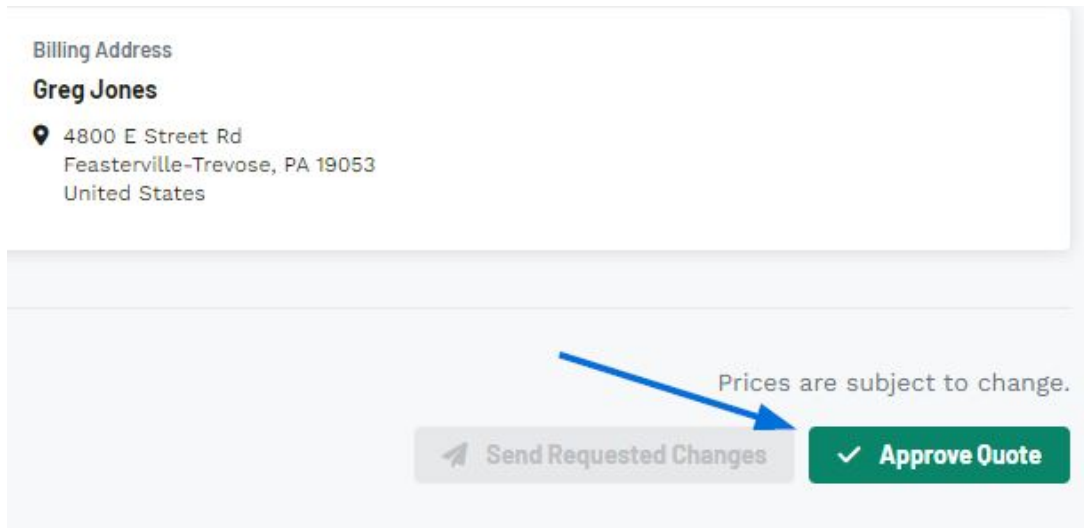 Billing Address
Greg Jones
4800 E Street Rd
Feasterville-Trevose, PA 19053
United States
Prices are subject to change.
Send Requested Changes
Approve Quote